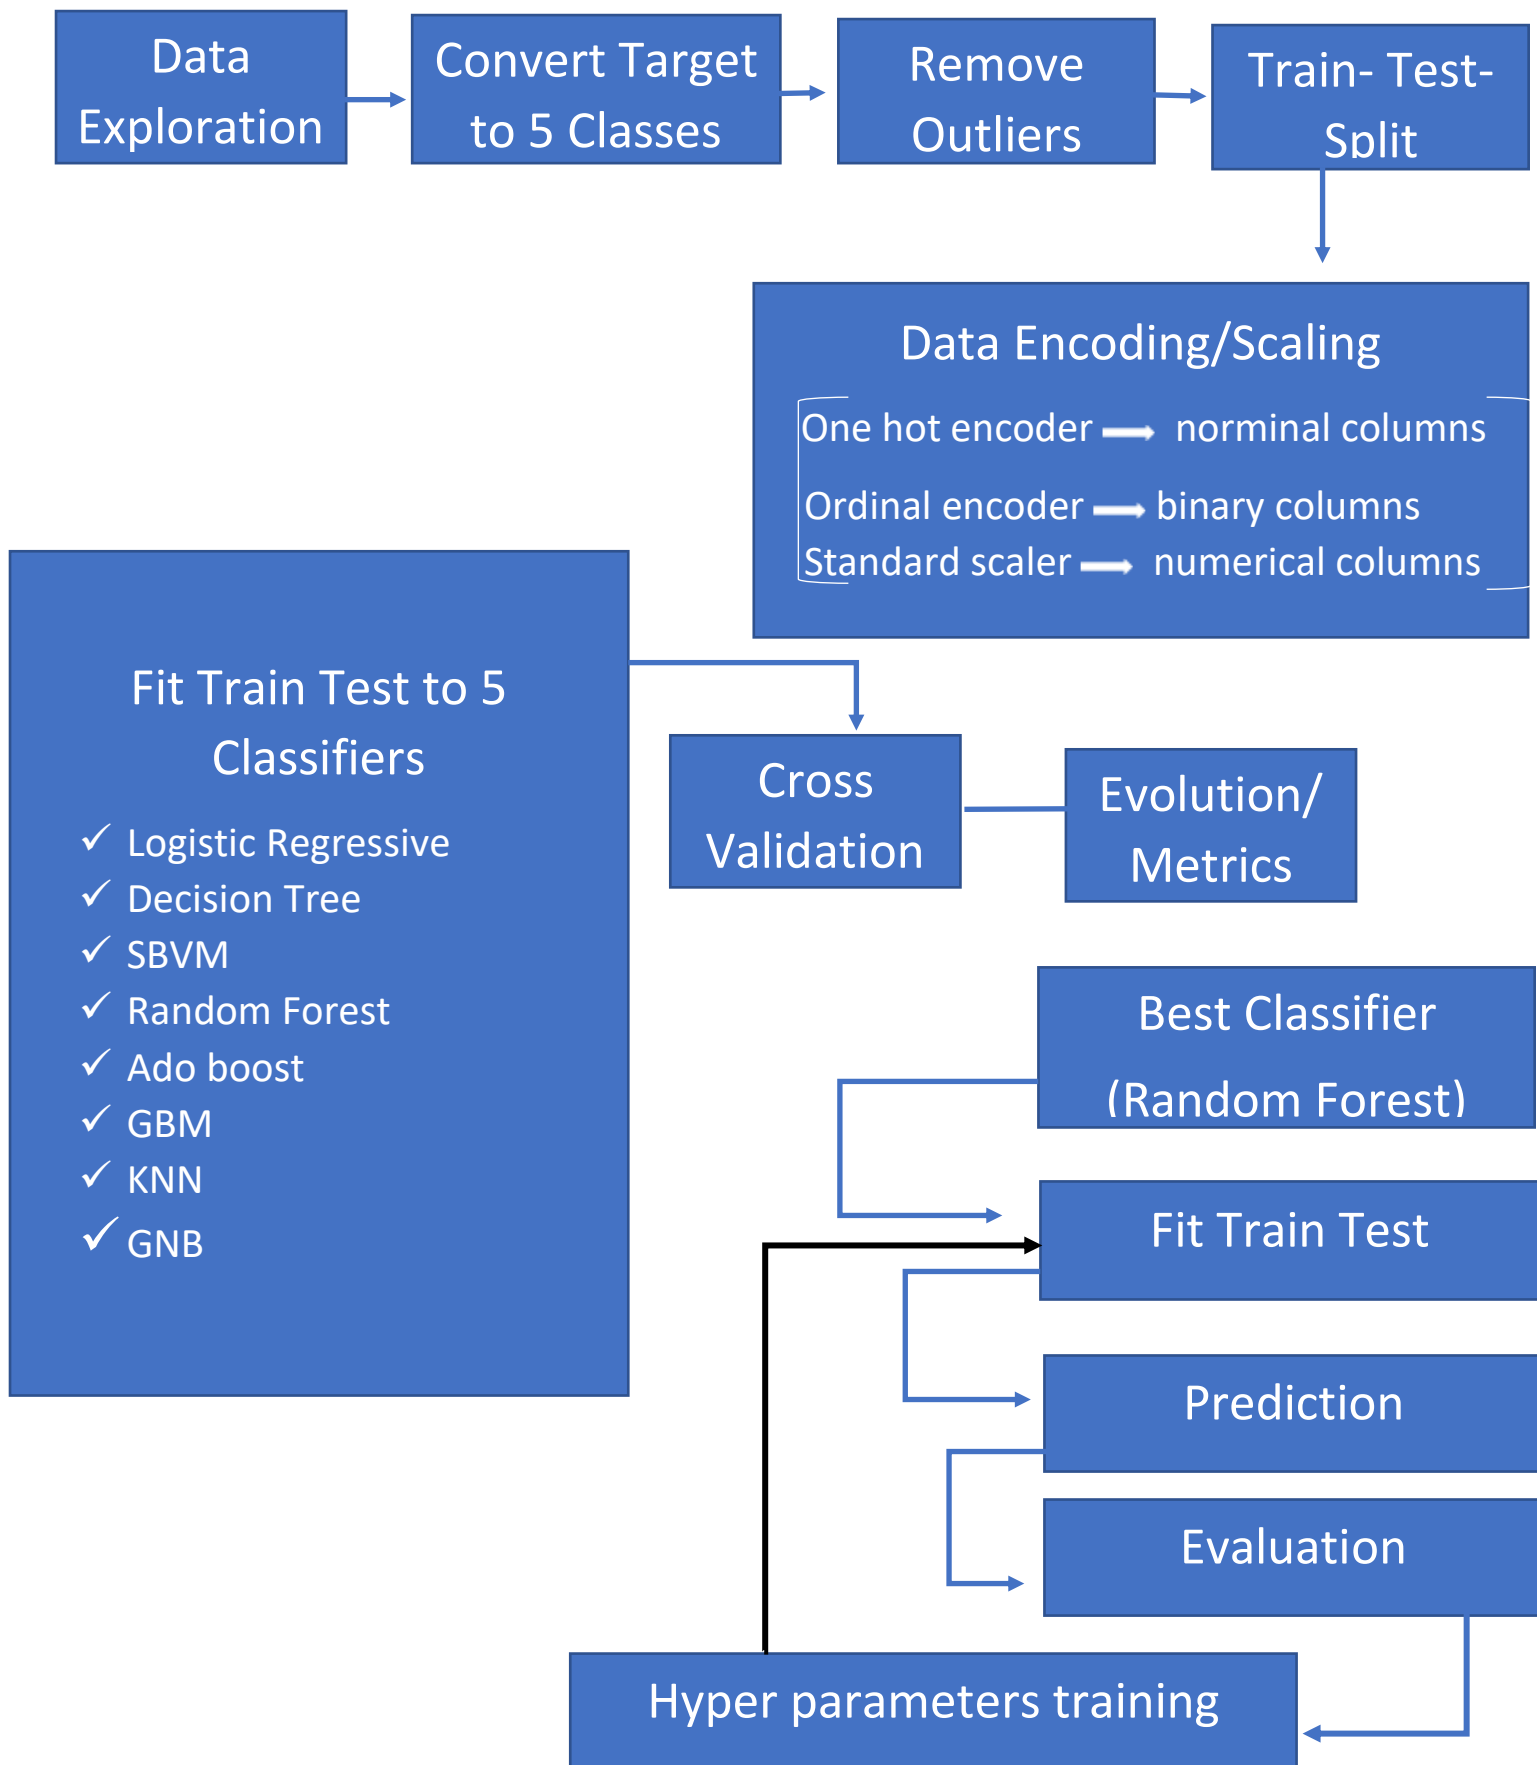 Data
Exploration
Convert Target
to 5 Classes
Remove
Outliers
Train- Test-
Split
Data Encoding/Scaling
One hot encoder norminal columns
Ordinal encoder binary columns
Standard scaler numerical columns
Fit Train Test to 5
Classifiers
Logistic Regressive
Decision Tree
SBVM
Random Forest
Ado boost
GBM
KNN
GNB
Cross
Validation
Evolution/
Metrics
Best Classifier
(Random Forest)
Fit Train Test
Prediction
Evaluation
Hyper parameters training